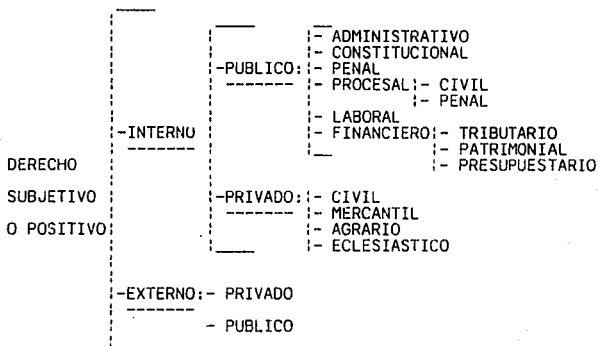 - ADMINISTRATIVO
- CONSTITUCIONAL
-PUBLICO:- PENAL
- PROCESAL:- CIVIL
:- PENAL
- LABORAL
-INTERNO - FINANCIERO:- TRIBUTARIO
- PATRIMONIAL
DERECHO - PRESUPUESTARIO
SUBJETIVO -PRIVADO:- CIVIL
- MERCANTIL
O POSITIVO - AGRARIO
- ECLESIASTICO
-EXTERNO:- PRIVADO
- PUBLICO